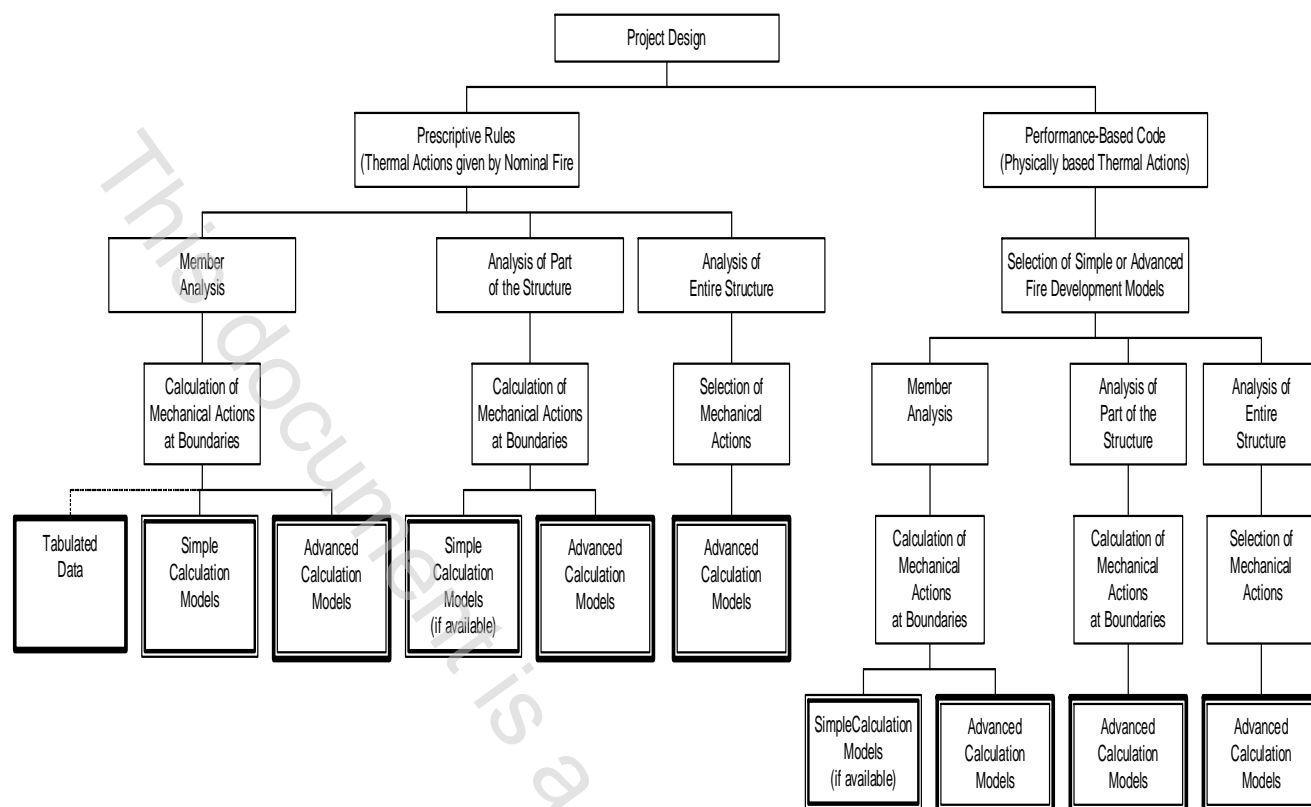 Project Design
Prescriptive Rules
(Thermal Actions given by Nominal Fire
Performance-Based Code
(Physically based Thermal Actions)
Member
Analysis
Analysis of Part
of the Structure
Analysis of
Entire Structure
Selection of Simple or Advanced
Fire Development Models
Calculation of
Mechanical Actions
at Boundaries
Calculation of
Mechanical Actions
at Boundaries
Selection of
Mechanical
Actions
Member
Analysis
Analysis of
Part of the
Structure
Analysis of
Entire
Structure
Tabulated
Data
Simple
Calculation
Models
Advanced
Calculation
Models
Simple
Calculation
Models
(if available)
Advanced
Calculation
Models
Advanced
Calculation
Models
Calculation of
Mechanical
Actions
at Boundaries
Calculation of
Mechanical
Actions
at Boundaries
Selection of
Mechanical
Actions
SimpleCalculation
Models
(if available)
Advanced
Calculation
Models
Advanced
Calculation
Models
Advanced
Calculation
Models
This document is a